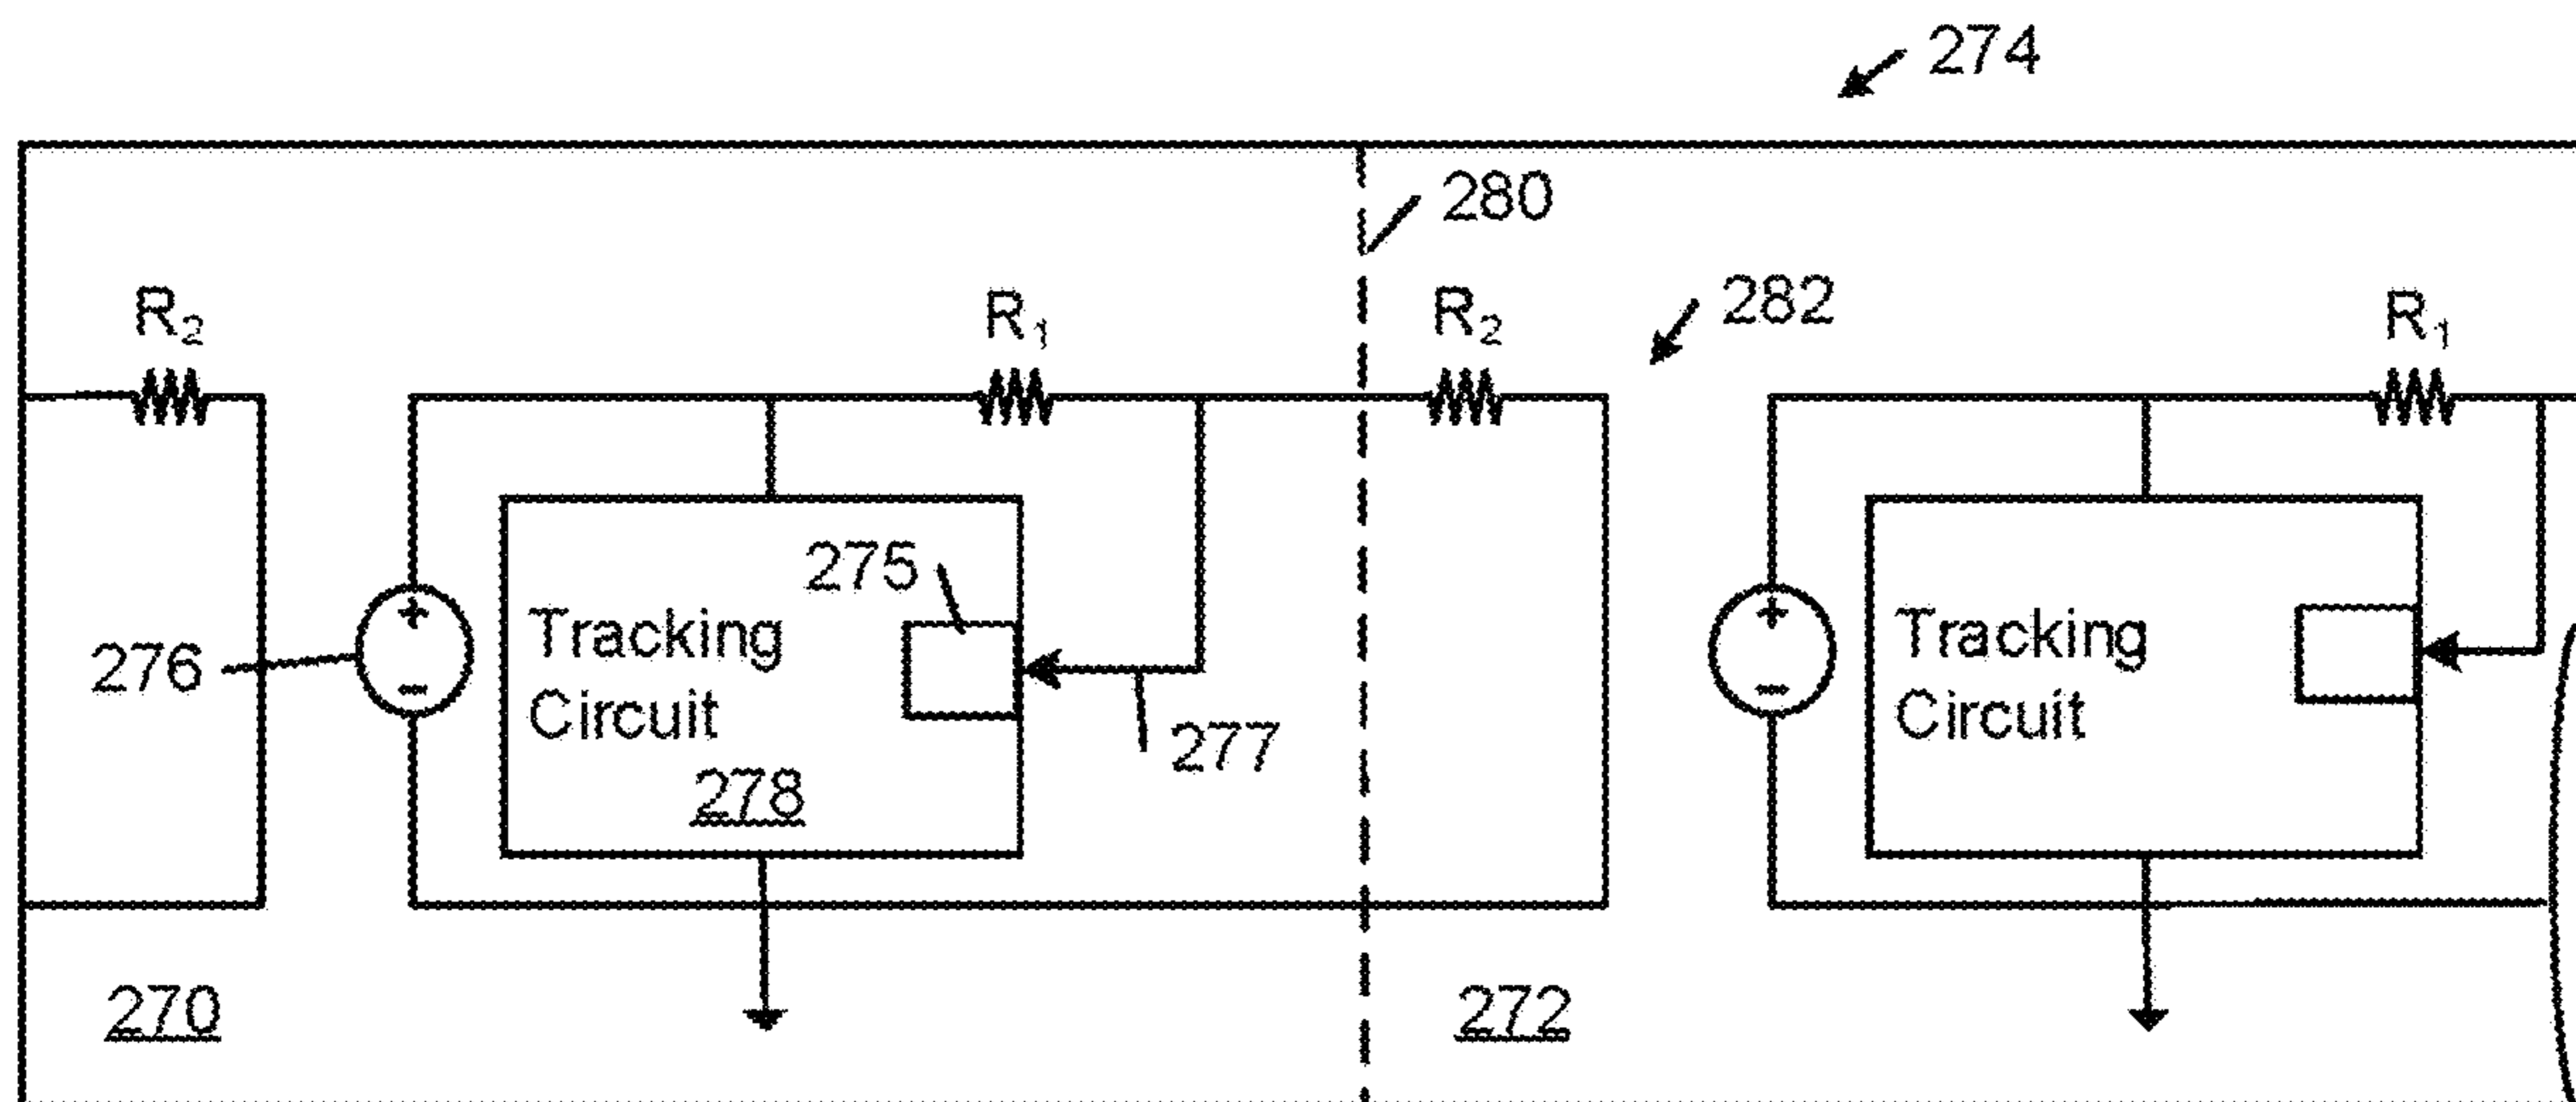 274
280
282
R₂
R₁
R₂
R₁
+
+
275
Tracking
Circuit
Tracking
Circuit
276
−
−
277
278
270
272